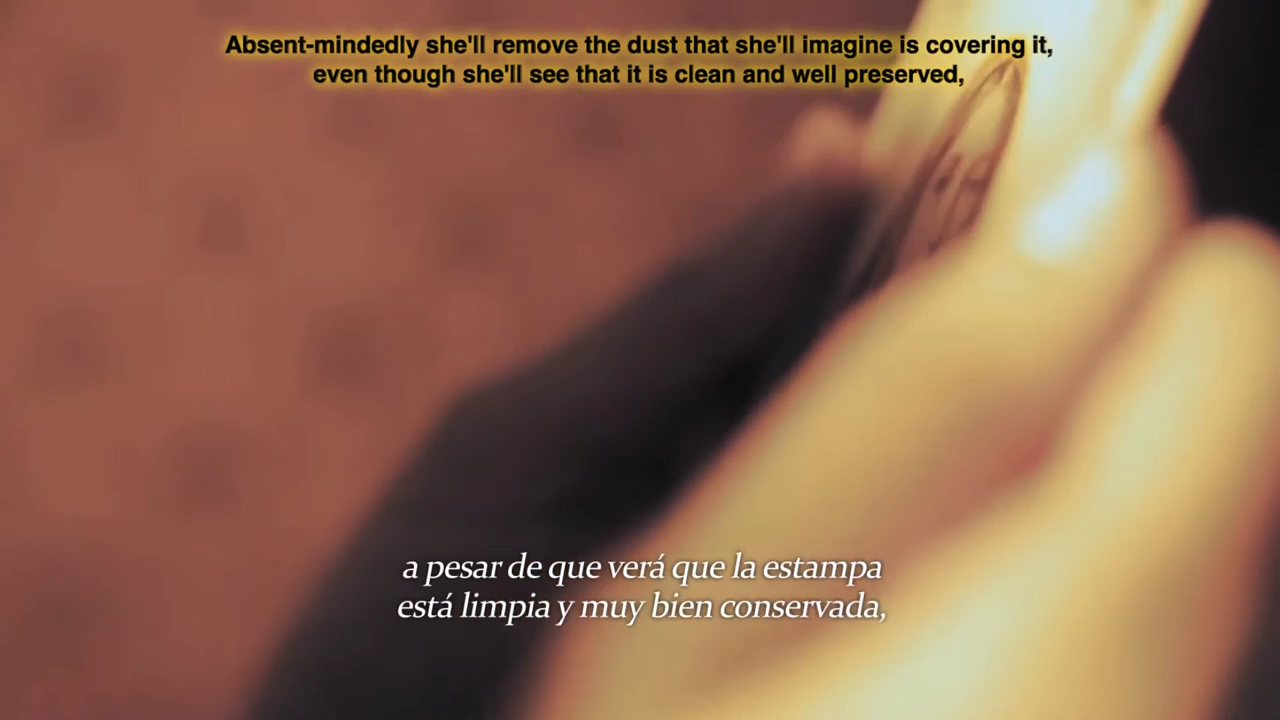 Absent-mindedly she'll remove the dust that she'll imagine is covering it,
even though she'll see that it is clean and well preserved,
a pesar de que verá que la estampa
está limpia y muy bien conservada,